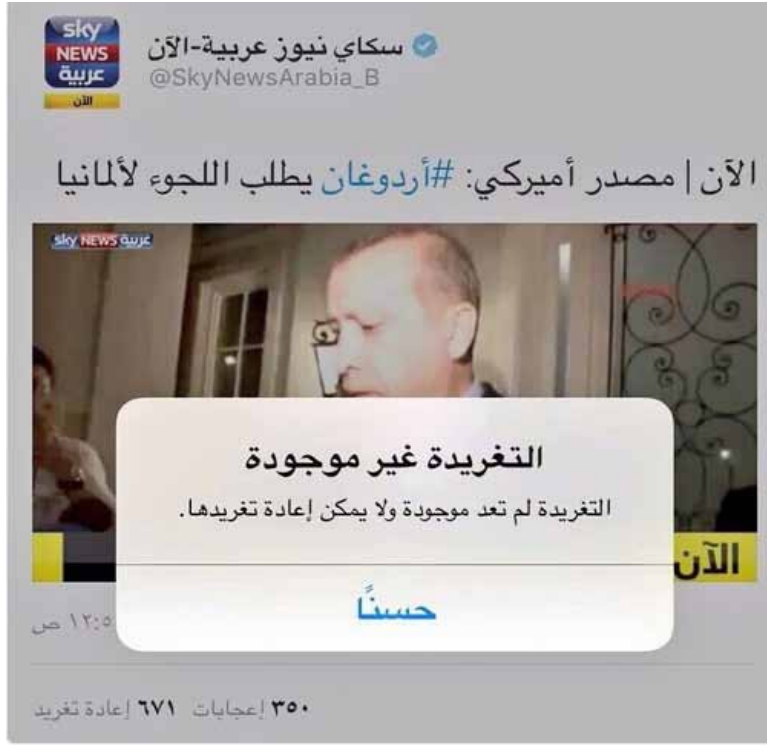 sky
NEWS
عربية
الآن
سكاي نيوز عربية-الآن
@SkyNewsArabia_B
الآن | مصدر أميركي: #أردوغان يطلب اللجوء لألمانيا
sky NEWS عربية
التغريدة غير موجودة
التغريدة لم تعد موجودة ولا يمكن إعادة تغريدها.
الآن
حسنًا
ص
٣٥٠ إعجابات ٦٧١ إعادة تغريد